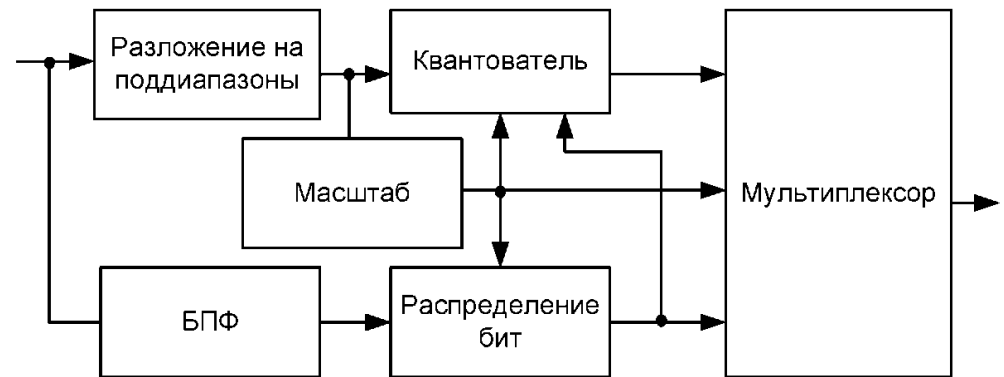 Разложение на
поддиапазоны
Квантователь
Масштаб
Мультиплексор
БПФ
Распределение
бит